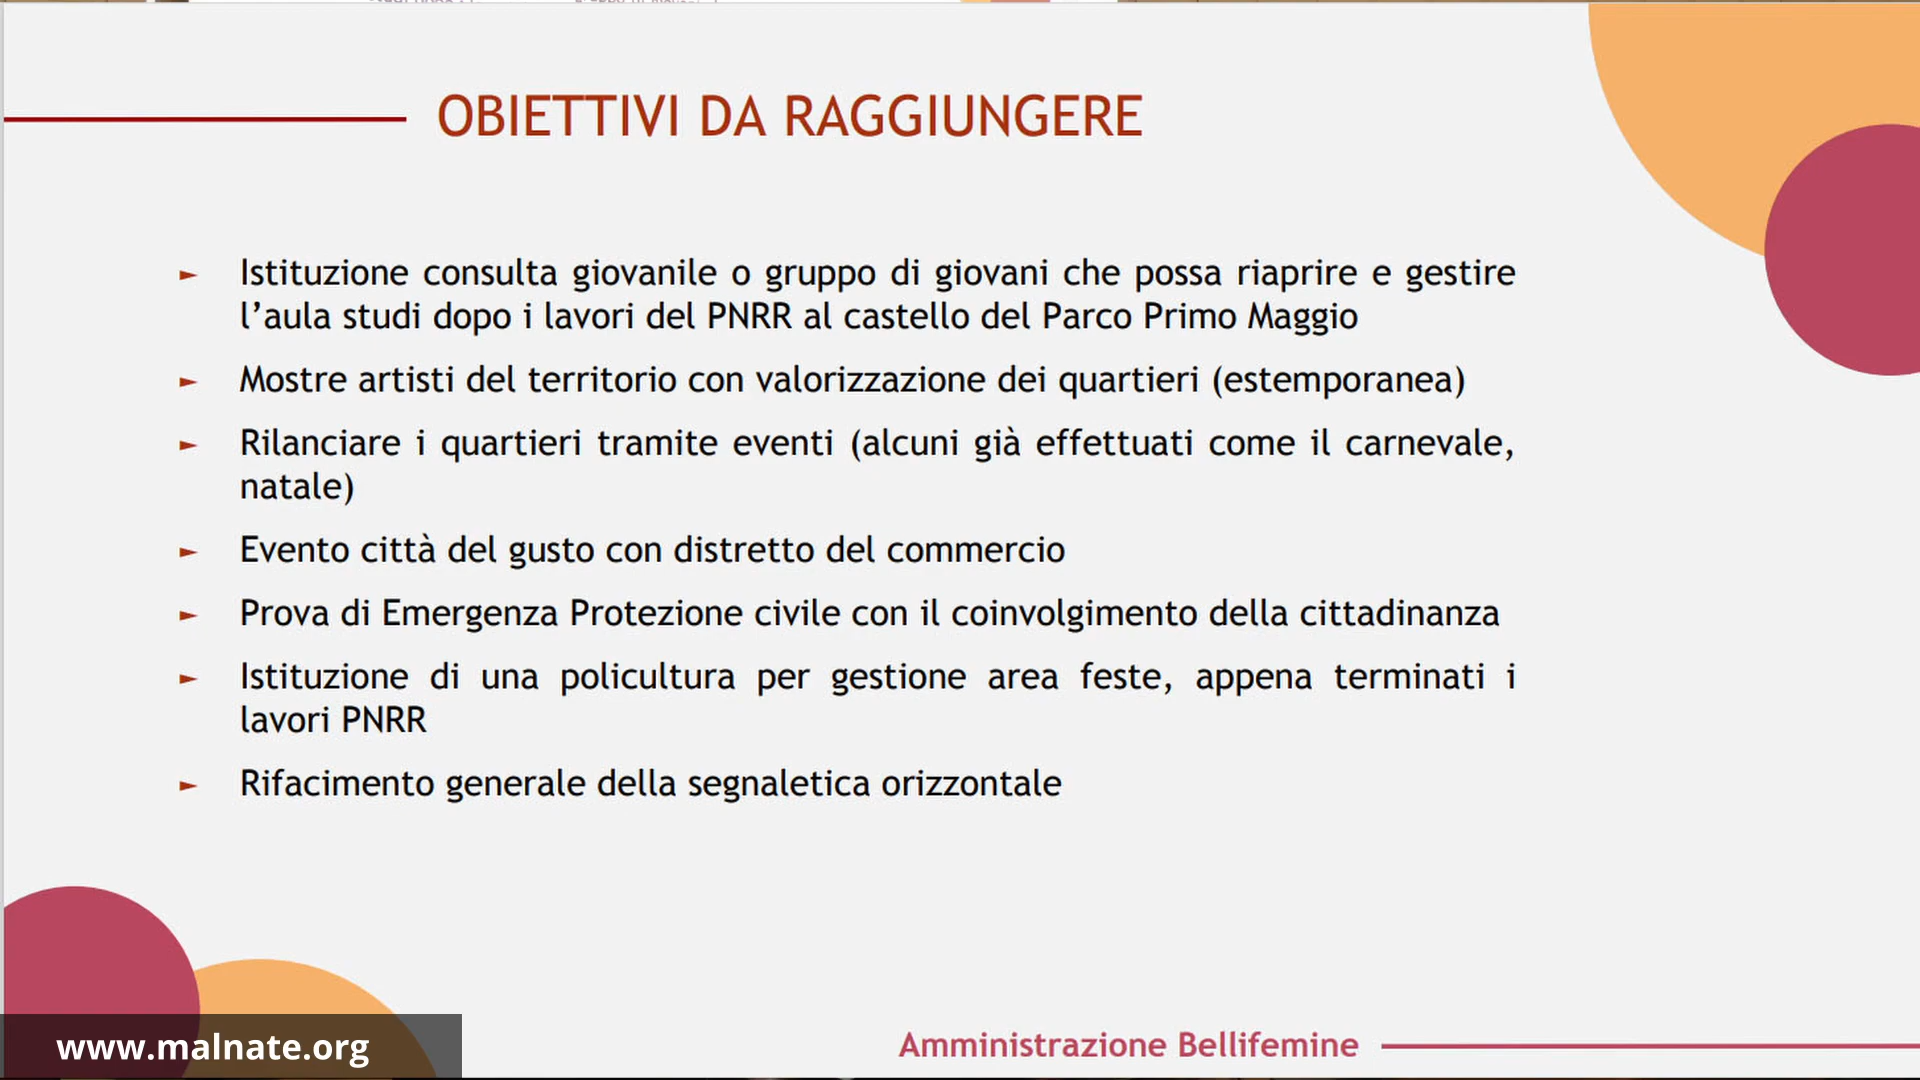 OBIETTIVI DA RAGGIUNGERE
► Istituzione consulta giovanile o gruppo di giovani che possa riaprire e gestire
l’aula studi dopo i lavori del PNRR al castello del Parco Primo Maggio
► Mostre artisti del territorio con valorizzazione dei quartieri (estemporanea)
► Rilanciare i quartieri tramite eventi (alcuni già effettuati come il carnevale,
natale)
► Evento città del gusto con distretto del commercio
► Prova di Emergenza Protezione civile con il coinvolgimento della cittadinanza
► Istituzione di una policultura per gestione area feste, appena terminati i
lavori PNRR
► Rifacimento generale della segnaletica orizzontale
www.malnate.org
Amministrazione Bellifemine